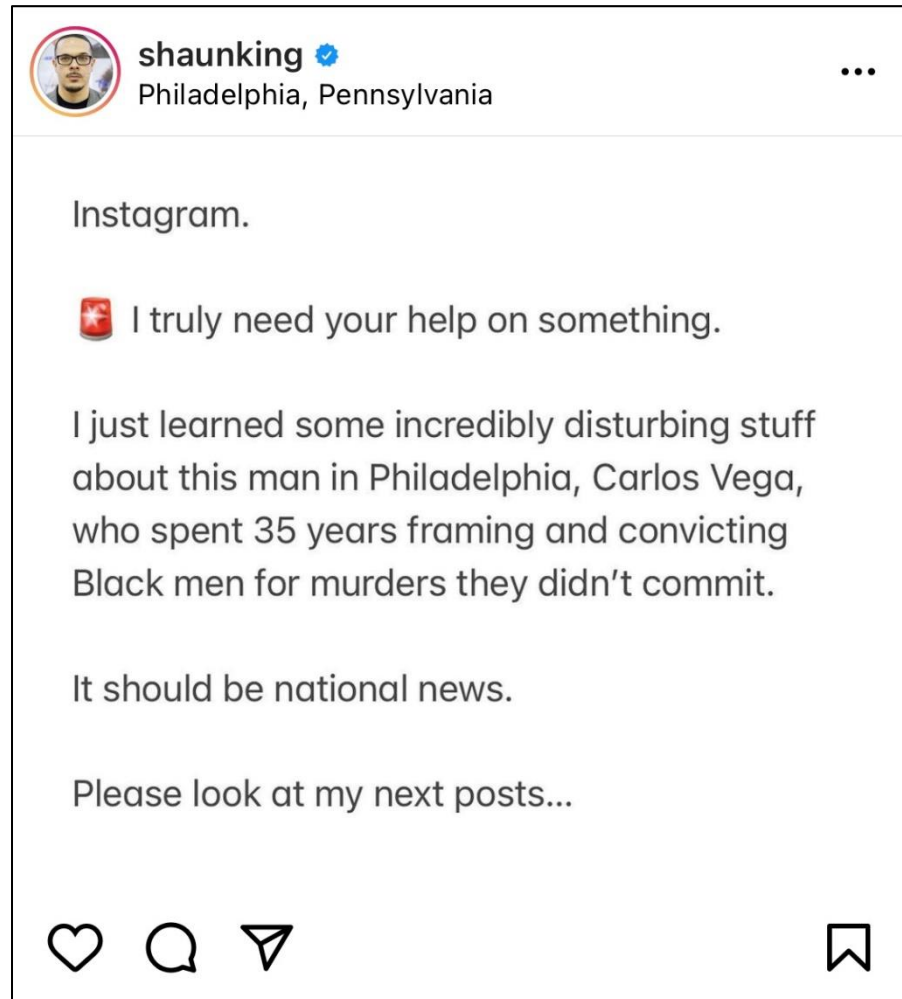 shaunking
Philadelphia, Pennsylvania
Instagram.
🚨 I truly need your help on something.
I just learned some incredibly disturbing stuff
about this man in Philadelphia, Carlos Vega,
who spent 35 years framing and convicting
Black men for murders they didn’t commit.
It should be national news.
Please look at my next posts...